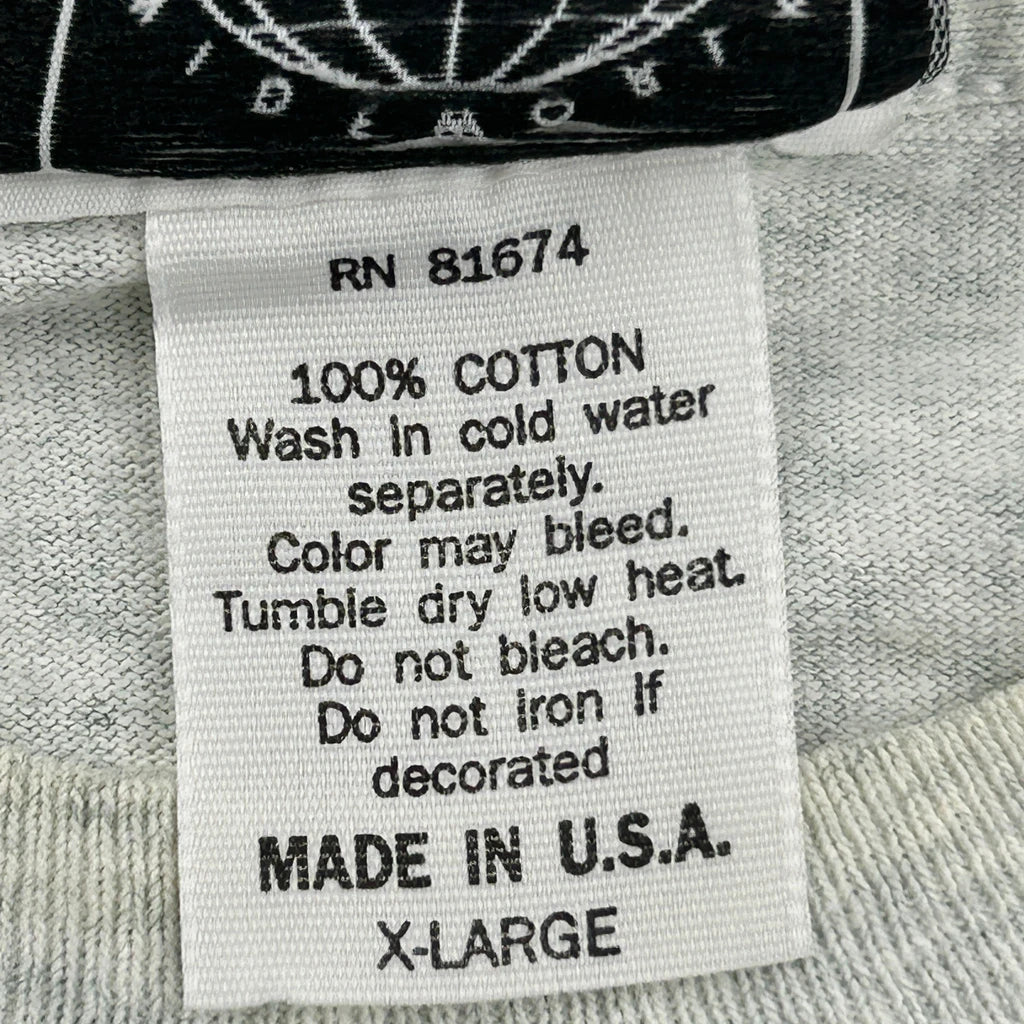 RN 81674
100% COTTON
Wash in cold water
separately.
Color may bleed.
Tumble dry low heat.
Do not bleach.
Do not iron if
decorated
MADE IN U.S.A.
X-LARGE